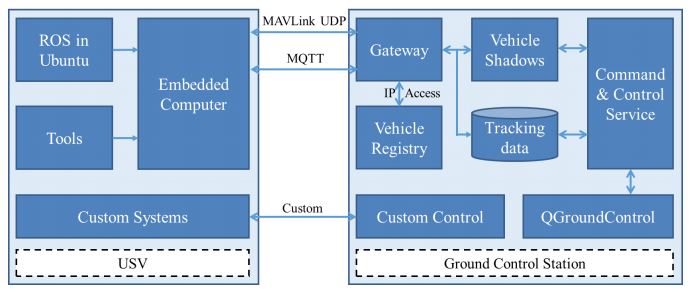 ROS in
Ubuntu
Tools
Embedded
Computer
Custom Systems
USV
MAVLink UDP
MQTT
Custom
Gateway
IP Access
Vehicle
Registry
Vehicle
Shadows
Tracking
data
Command
& Control
Service
Custom Control
QGroundControl
Ground Control Station